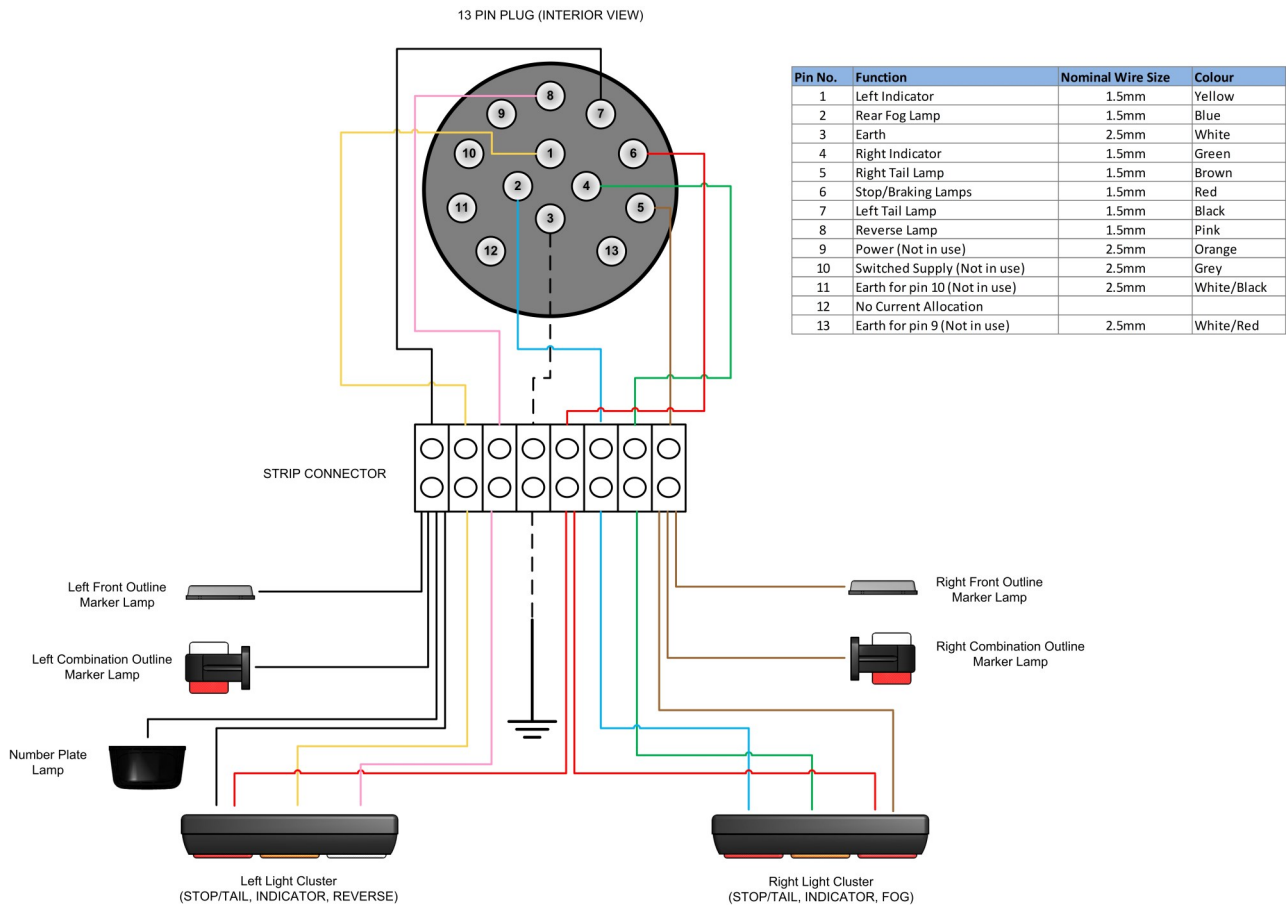 13 PIN PLUG (INTERIOR VIEW)
8
7
9
10
1
6
2
4
11
3
5
12
13
Pin No. Function Nominal Wire Size Colour
1 Left Indicator 1.5mm Yellow
2 Rear Fog Lamp 1.5mm Blue
3 Earth 2.5mm White
4 Right Indicator 1.5mm Green
5 Right Tail Lamp 1.5mm Brown
6 Stop/Braking Lamps 1.5mm Red
7 Left Tail Lamp 1.5mm Black
8 Reverse Lamp 1.5mm Pink
9 Power (Not in use) 2.5mm Orange
10 Switched Supply (Not in use) 2.5mm Grey
11 Earth for pin 10 (Not in use) 2.5mm White/Black
12 No Current Allocation
13 Earth for pin 9 (Not in use) 2.5mm White/Red
STRIP CONNECTOR
Left Front Outline
Marker Lamp
Right Front Outline
Marker Lamp
Left Combination Outline
Marker Lamp
Right Combination Outline
Marker Lamp
Number Plate
Lamp
Left Light Cluster
(STOP/TAIL, INDICATOR, REVERSE)
Right Light Cluster
(STOP/TAIL, INDICATOR, FOG)